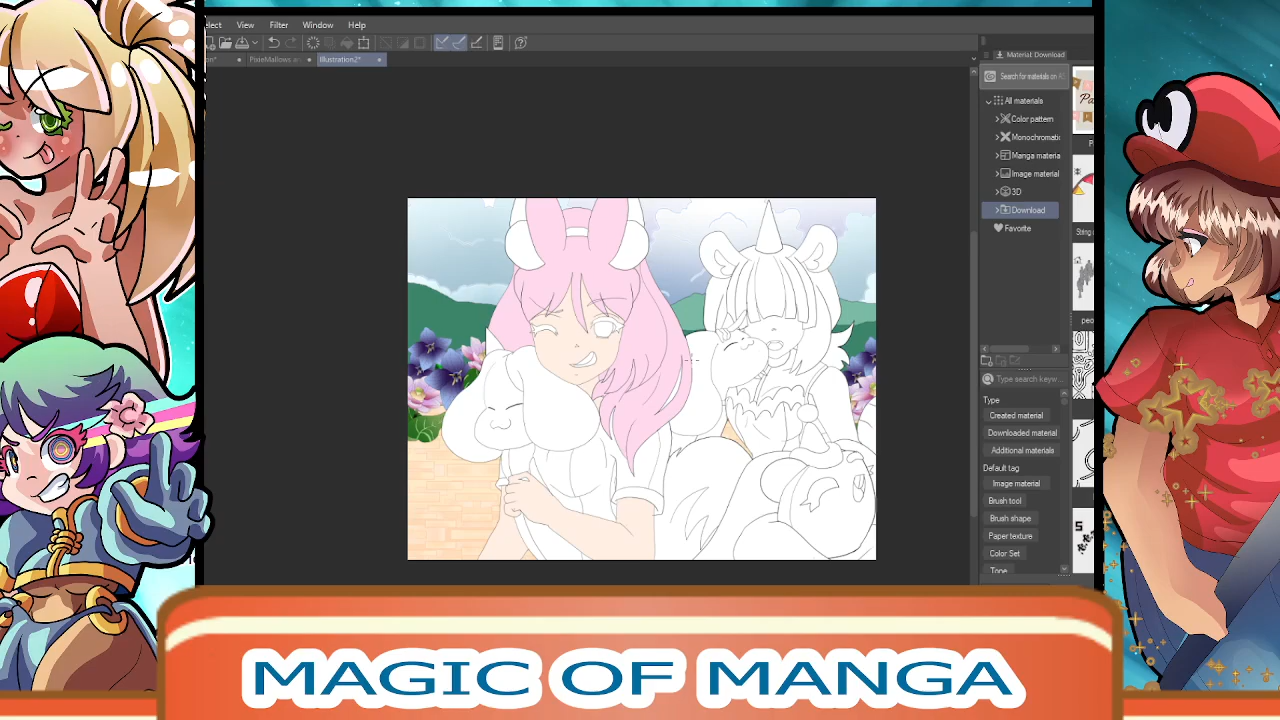 View Filter Window Help
PixieMallows Illustration2*
Material Download
Search for materials on
All materials
Color pattern
Monochromatic
Manga materia
Image material
3D
Download
Favorite
String
peo
Type search keyw...
Type
Created material
Downloaded material
Additional materials
Default tag
Image material
Brush tool
Brush shape
Paper texture
Color Set
Tone
MAGIC OF MANGA